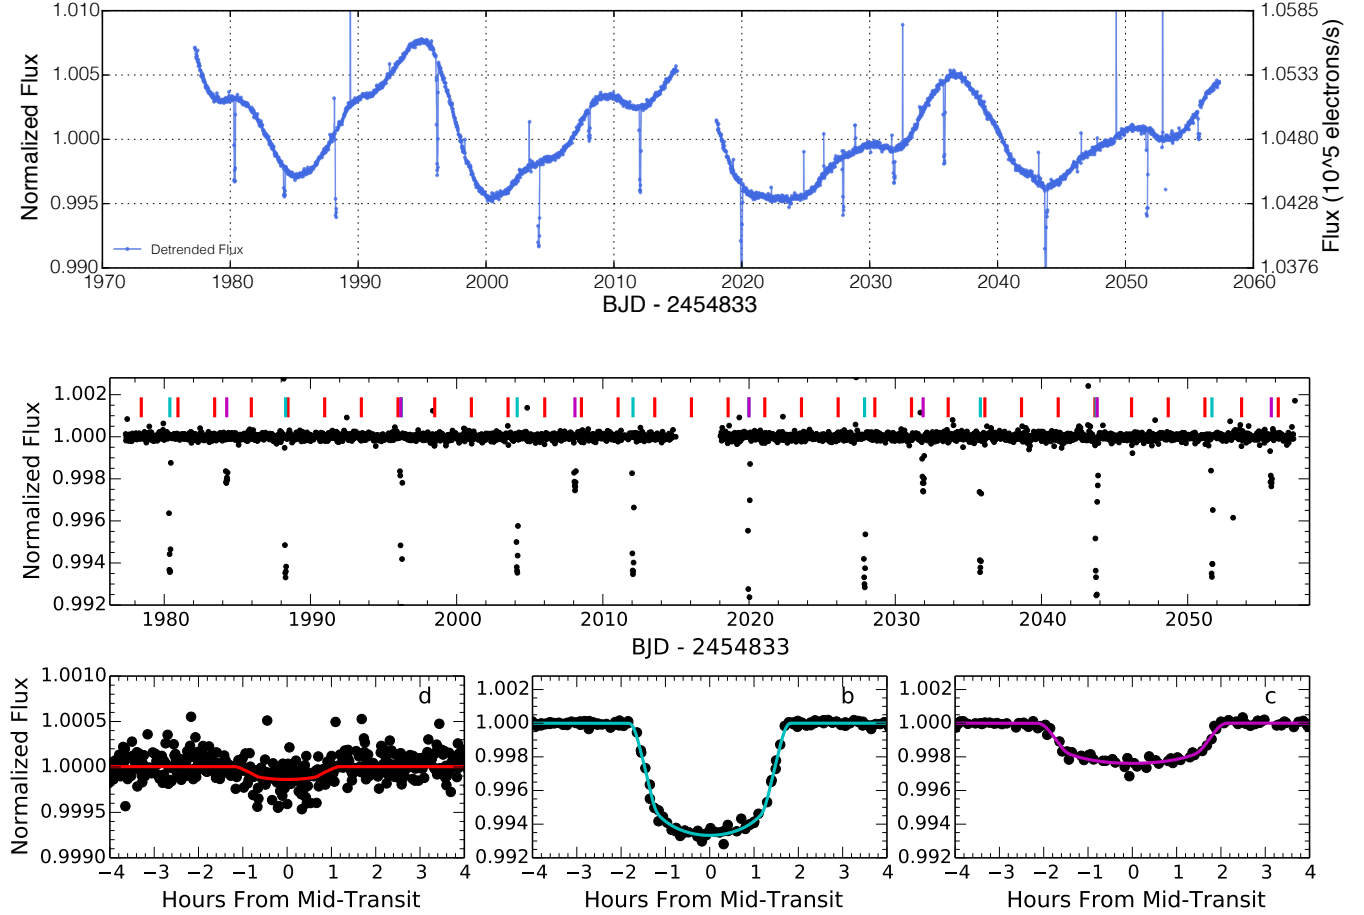 Normalized Flux
1.010
1.005
1.000
0.995
0.990
1.0585
1.0533
1.0480
1.0428
1.0376
Flux (10^5 electrons/s)
Detrended Flux
1970 1980 1990 2000 2010 2020 2030 2040 2050 2060
BJD - 2454833
Normalized Flux
1.002
1.000
0.998
0.996
0.994
0.992
1980 1990 2000 2010 2020 2030 2040 2050
BJD - 2454833
Normalized Flux
1.0010
1.0005
1.0000
0.9995
0.9990
d
−4 −3 −2 −1 0 1 2 3 4
Hours From Mid-Transit
1.002
1.000
0.998
0.996
0.994
0.992
b
−4 −3 −2 −1 0 1 2 3 4
Hours From Mid-Transit
1.002
1.000
0.998
0.996
0.994
0.992
c
−4 −3 −2 −1 0 1 2 3 4
Hours From Mid-Transit